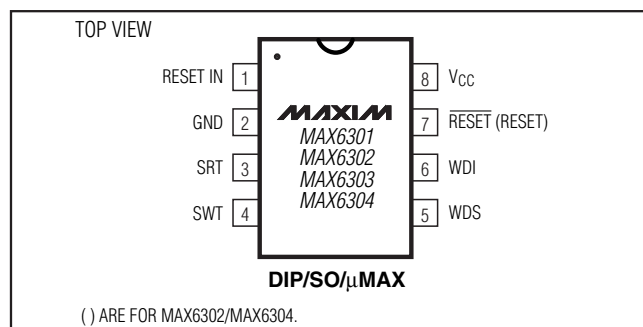 TOP VIEW
RESET IN 1
GND 2
SRT 3
SWT 4
MAXIM
MAX6301
MAX6302
MAX6303
MAX6304
8 VCC
7 RESET (RESET)
6 WDI
5 WDS
DIP/SO/μMAX
( ) ARE FOR MAX6302/MAX6304.